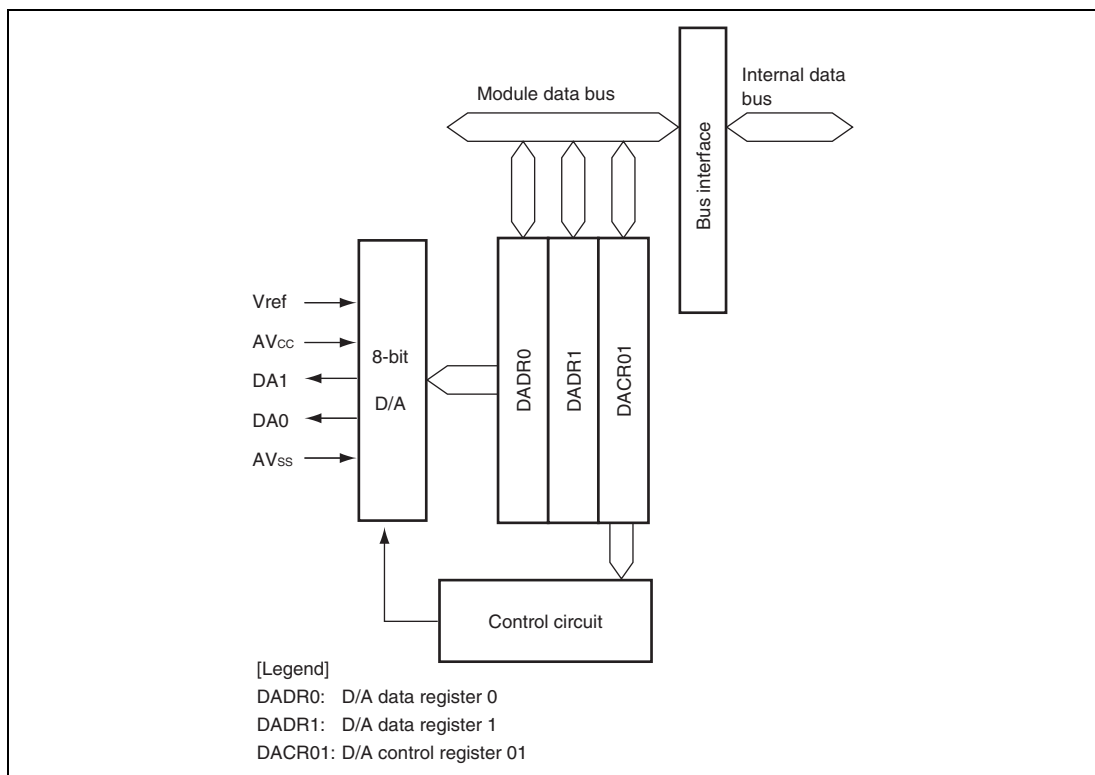 Module data bus
Internal data
bus
Bus interface
Vref
AVCC
DA1
DA0
AVSS
8-bit
D/A
DADR0
DADR1
DACR01
Control circuit
[Legend]
DADR0: D/A data register 0
DADR1: D/A data register 1
DACR01: D/A control register 01